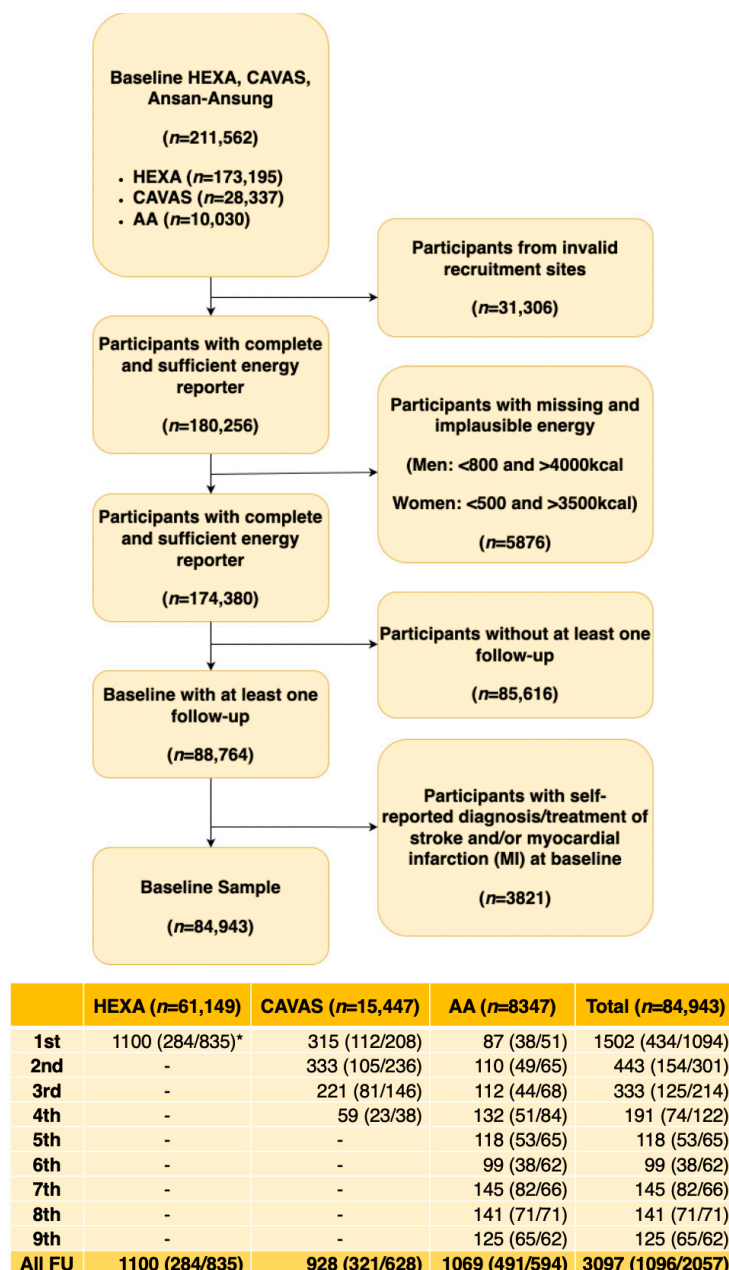 Baseline HEXA, CAVAS,
Ansan-Ansung
(n=211,562)
• HEXA (n=173,195)
• CAVAS (n=28,337)
• AA (n=10,030)
Participants from invalid
recruitment sites
(n=31,306)
Participants with complete
and sufficient energy
reporter
(n=180,256)
Participants with missing and
implausible energy
(Men: <800 and >4000kcal
Women: <500 and >3500kcal)
(n=5876)
Participants with complete
and sufficient energy
reporter
(n=174,380)
Participants without at least one
follow-up
(n=85,616)
Baseline with at least one
follow-up
(n=88,764)
Participants with self-
reported diagnosis/treatment of
stroke and/or myocardial
infarction (MI) at baseline
(n=3821)
Baseline Sample
(n=84,943)
HEXA (n=61,149) CAVAS (n=15,447) AA (n=8347) Total (n=84,943)
1st 1100 (284/835)* 315 (112/208) 87 (38/51) 1502 (434/1094)
2nd - 333 (105/236) 110 (49/65) 443 (154/301)
3rd - 221 (81/146) 112 (44/68) 333 (125/214)
4th - 59 (23/38) 132 (51/84) 191 (74/122)
5th - - 118 (53/65) 118 (53/65)
6th - - 99 (38/62) 99 (38/62)
7th - - 145 (82/66) 145 (82/66)
8th - - 141 (71/71) 141 (71/71)
9th - - 125 (65/62) 125 (65/62)
All FU 1100 (284/835) 928 (321/628) 1069 (491/594) 3097 (1096/2057)